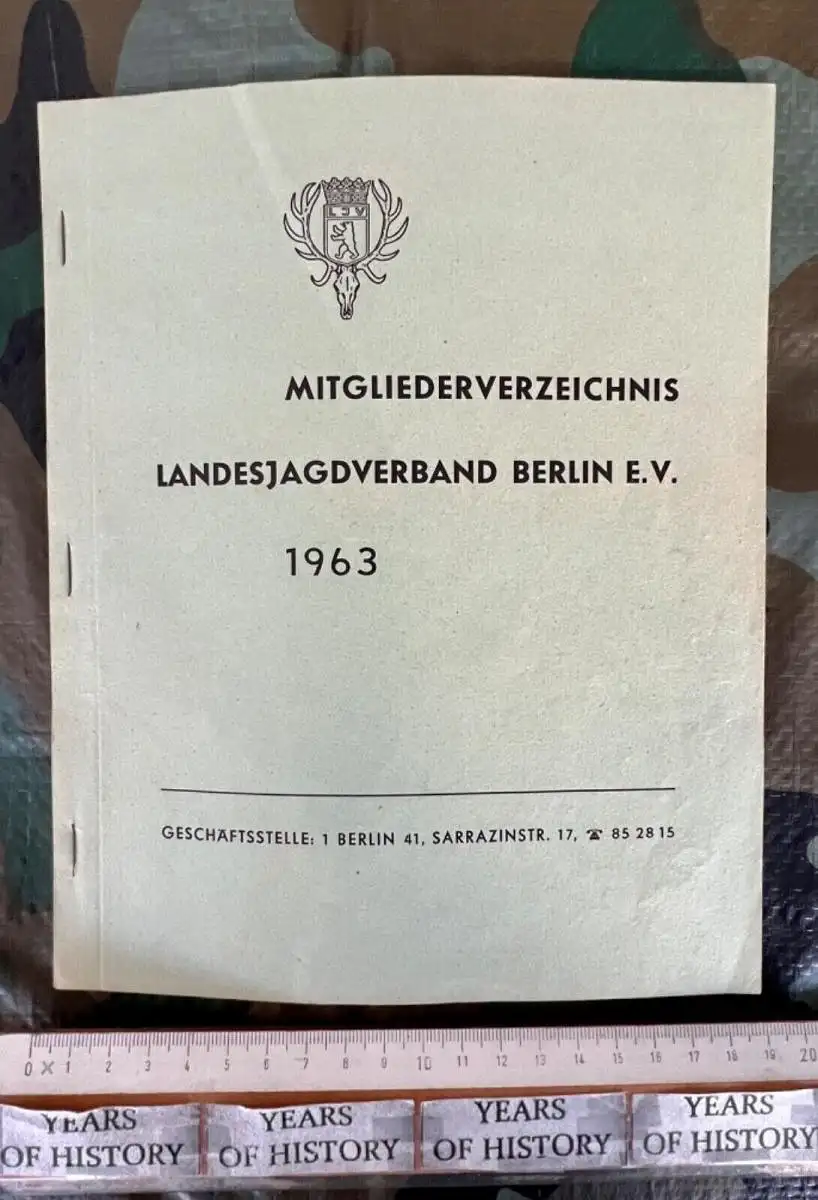 LJV
MITGLIEDERVERZEICHNIS
LANDESJAGDVERBAND BERLIN E.V.
1963
GESCHÄFTSSTELLE: 1 BERLIN 41, SARRAZINSTR. 17, ☎ 85 28 15
0 X 1 2 3 4 5 6 7 8 9 10 11 12 13 14 15 16 17 18 19 20
YEARS OF HISTORY
YEARS OF HISTORY
YEARS OF HISTORY
YEARS OF HISTORY